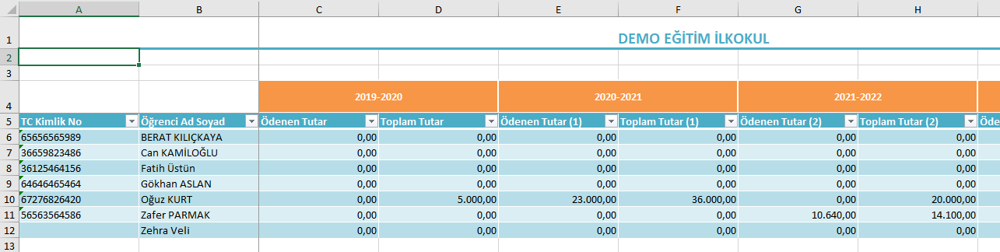 A B C D E F G H
1 DEMO EĞİTİM İLKOKUL
2
3
4 2019-2020 2020-2021 2021-2022
5 TC Kimlik No Öğrenci Ad Soyad Ödenen Tutar Toplam Tutar Ödenen Tutar (1) Toplam Tutar (1) Ödenen Tutar (2) Toplam Tutar (2) Öde
6 65656565989 BERAT KILIÇKAYA 0,00 0,00 0,00 0,00 0,00 0,00
7 36659823486 Can KAMİLOĞLU 0,00 0,00 0,00 0,00 0,00 0,00
8 36125464156 Fatih Üstün 0,00 0,00 0,00 0,00 0,00 0,00
9 64646465464 Gökhan ASLAN 0,00 0,00 0,00 0,00 0,00 0,00
10 67276826420 Oğuz KURT 0,00 5.000,00 23.000,00 36.000,00 0,00 20.000,00
11 56563564586 Zafer PARMAK 0,00 0,00 0,00 0,00 10.640,00 14.100,00
12 Zehra Veli 0,00 0,00 0,00 0,00 0,00 0,00
13